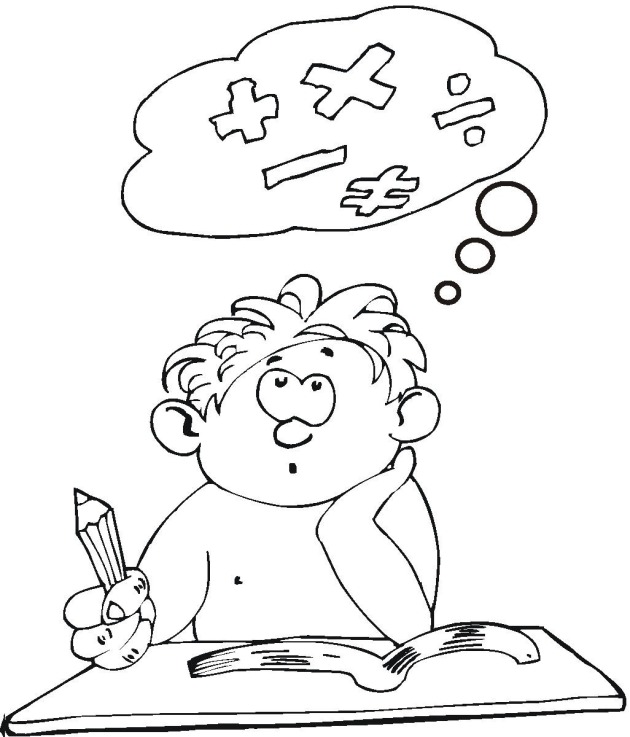 + × ÷
− ≠